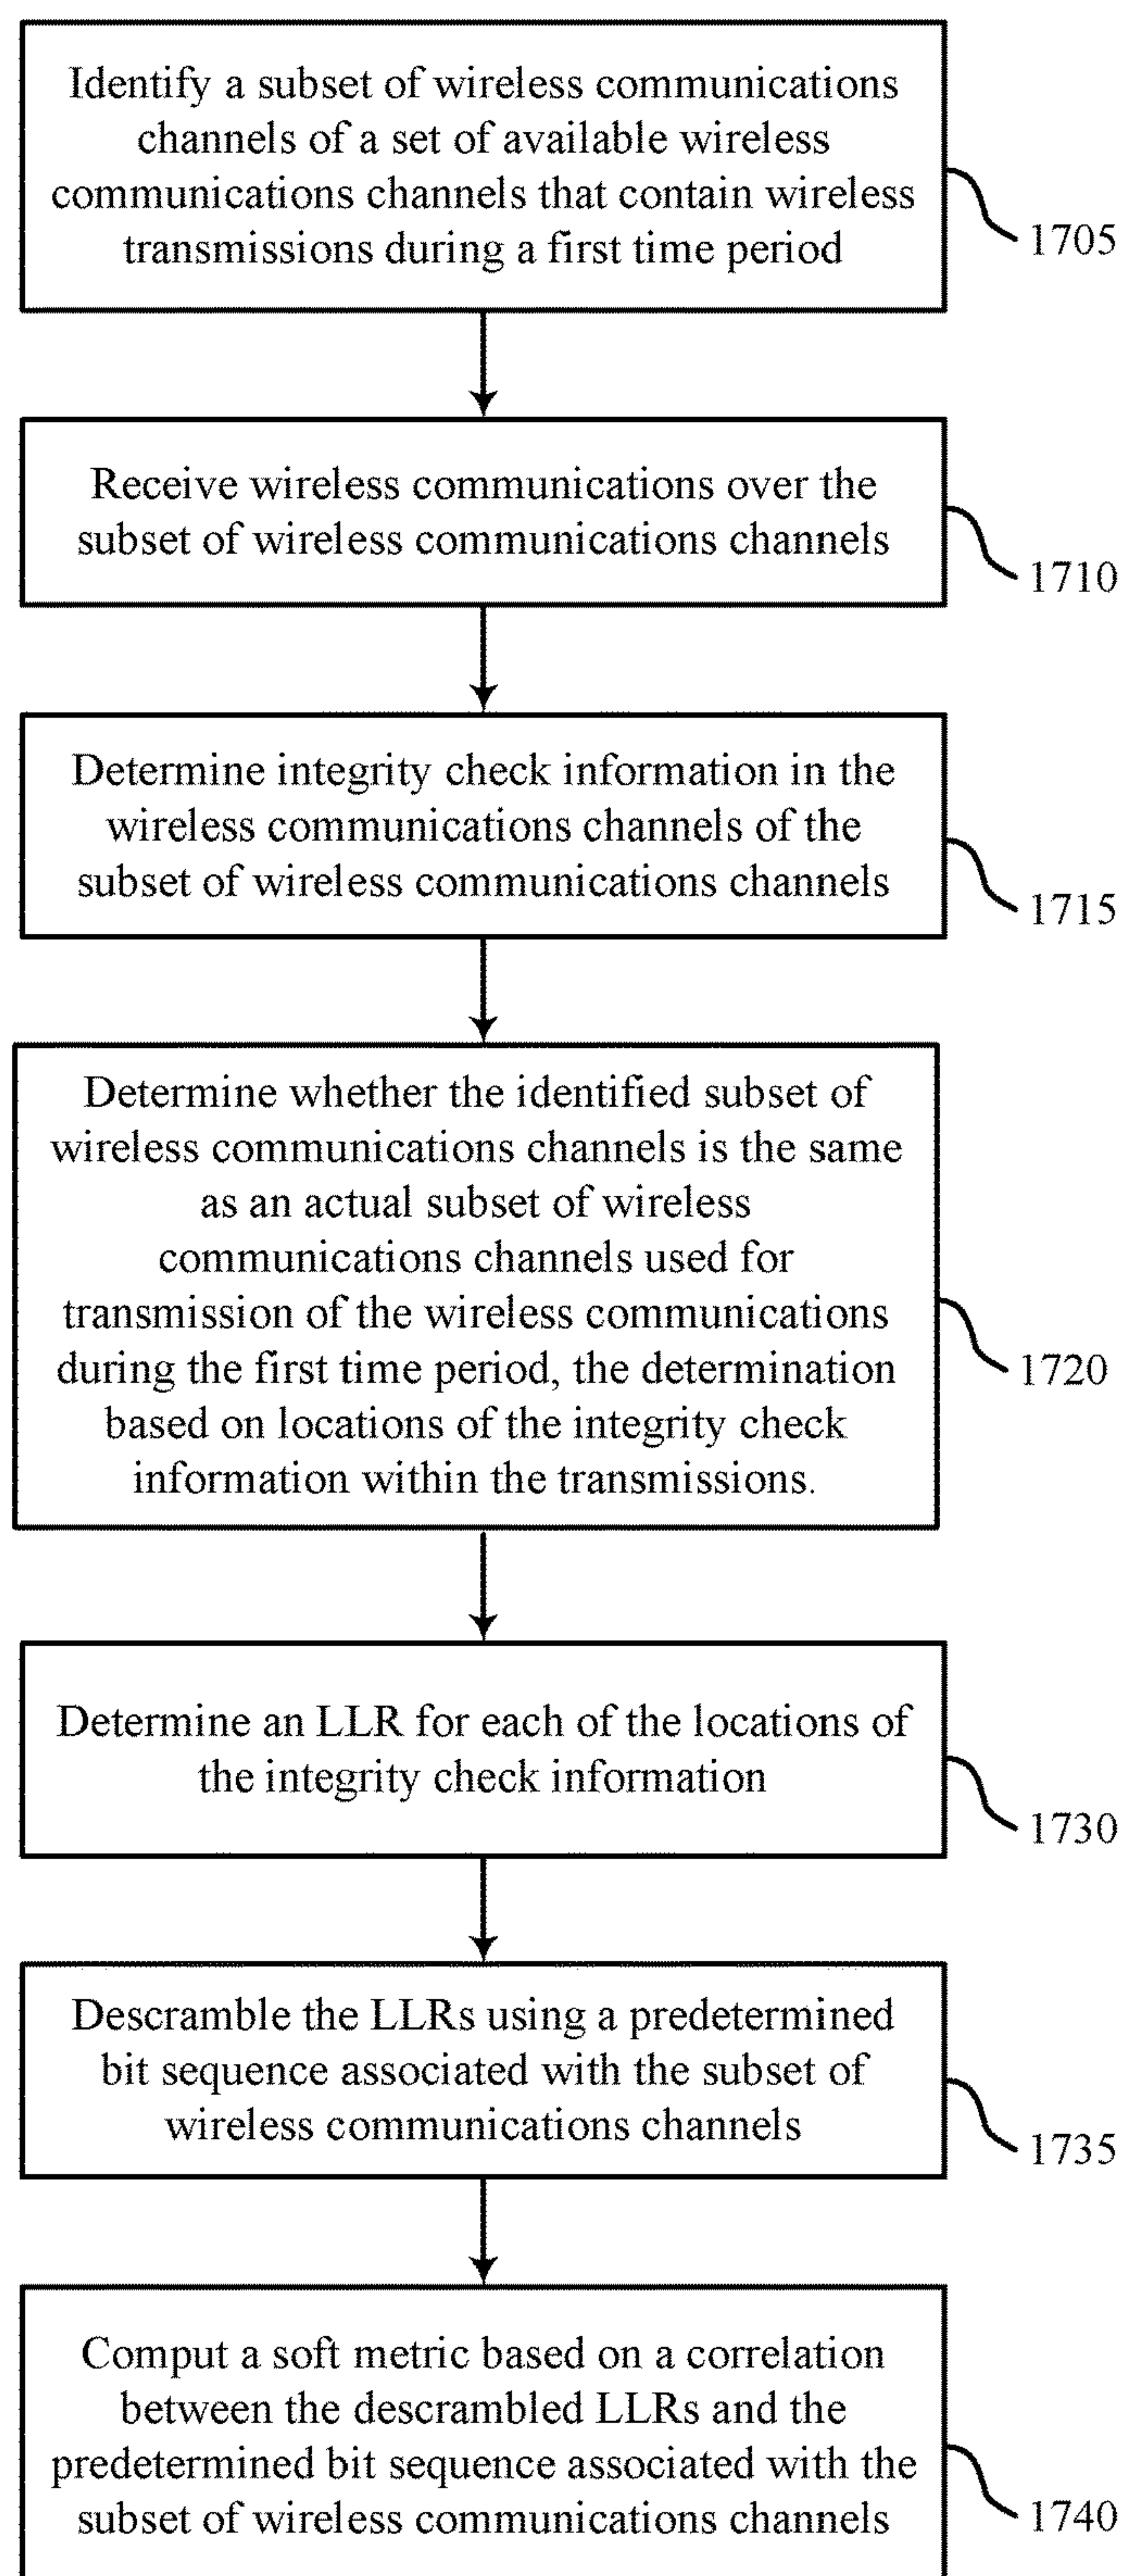 Identify a subset of wireless communications
channels of a set of available wireless
communications channels that contain wireless
transmissions during a first time period
1705
Receive wireless communications over the
subset of wireless communications channels
1710
Determine integrity check information in the
wireless communications channels of the
subset of wireless communications channels
1715
Determine whether the identified subset of
wireless communications channels is the same
as an actual subset of wireless
communications channels used for
transmission of the wireless communications
during the first time period, the determination
based on locations of the integrity check
information within the transmissions.
1720
Determine an LLR for each of the locations of
the integrity check information
1730
Descramble the LLRs using a predetermined
bit sequence associated with the subset of
wireless communications channels
1735
Comput a soft metric based on a correlation
between the descrambled LLRs and the
predetermined bit sequence associated with the
subset of wireless communications channels
1740